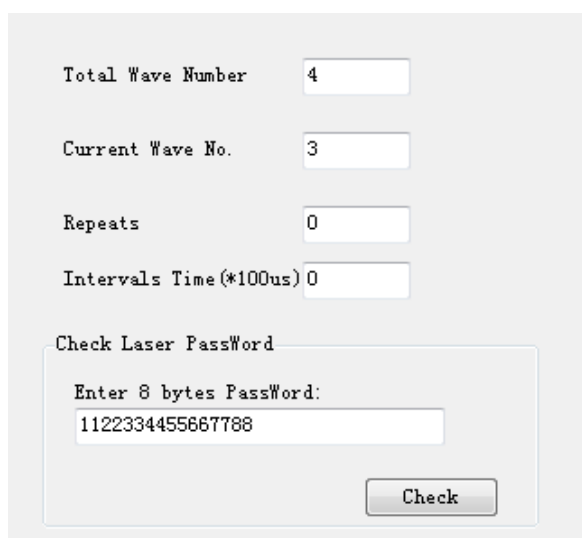 Total Wave Number 4
Current Wave No. 3
Repeats 0
Intervals Time(*100us) 0
Check Laser PassWord
Enter 8 bytes PassWord:
1122334455667788
Check